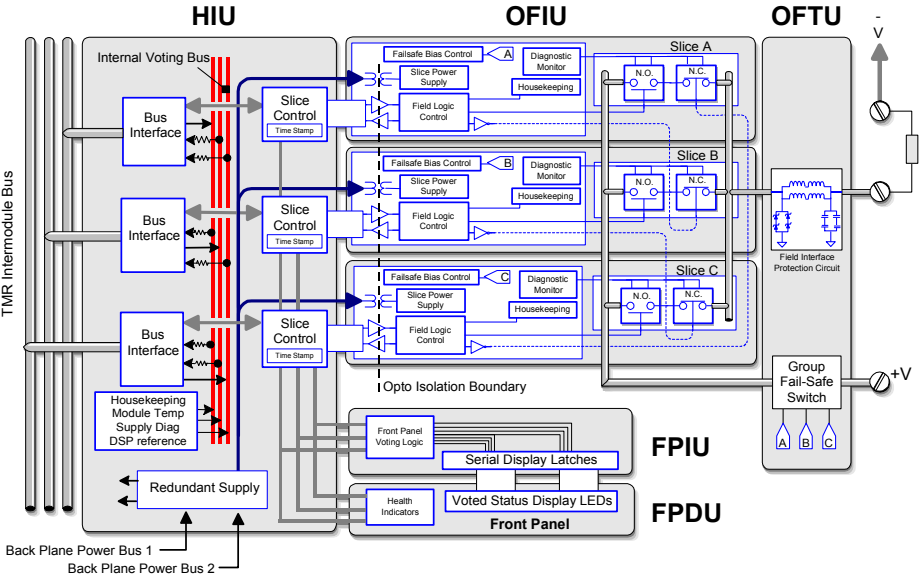 HIU
OFIU
OFTU
-
V
Internal Voting Bus
TMR Intermodule Bus
Bus
Interface
Slice
Control
Time Stamp
Failsafe Bias Control
A
Slice Power
Supply
Field Logic
Control
Diagnostic
Monitor
Housekeeping
Slice A
N.O.
N.C.
Bus
Interface
Slice
Control
Time Stamp
Failsafe Bias Control
B
Slice Power
Supply
Field Logic
Control
Diagnostic
Monitor
Housekeeping
Slice B
N.O.
N.C.
Field Interface
Protection Circuit
Bus
Interface
Slice
Control
Time Stamp
Failsafe Bias Control
C
Slice Power
Supply
Field Logic
Control
Diagnostic
Monitor
Housekeeping
Slice C
N.O.
N.C.
Opto Isolation Boundary
Group
Fail-Safe
Switch
+V
A
B
C
Housekeeping
Module Temp
Supply Diag
DSP reference
Redundant Supply
Front Panel
Voting Logic
Serial Display Latches
FPIU
Health
Indicators
Voted Status Display LEDs
Front Panel
FPDU
Back Plane Power Bus 1
Back Plane Power Bus 2